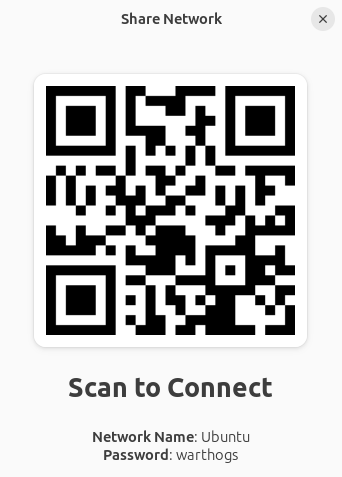 Share Network
Scan to Connect
Network Name: Ubuntu
Password: warthogs